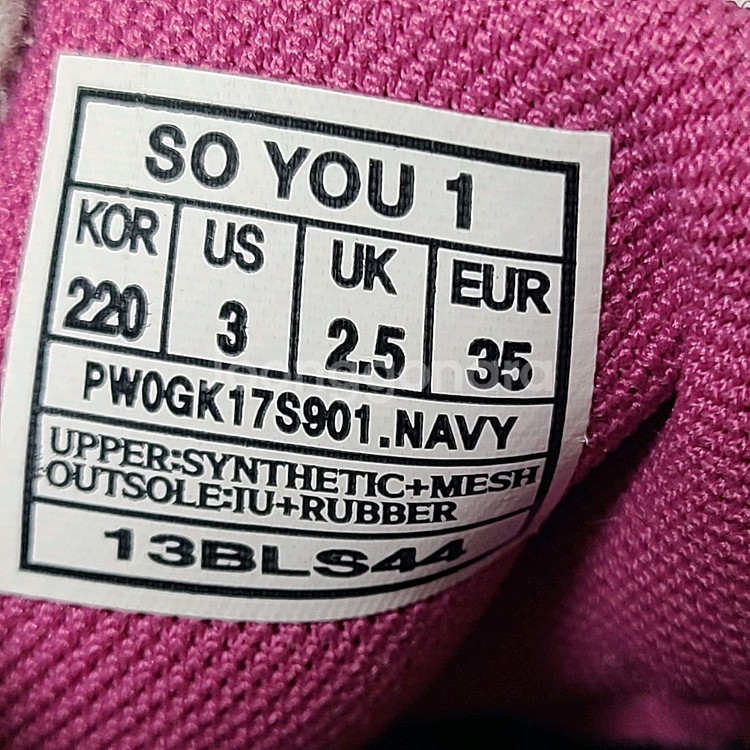 SO YOU 1
KOR US UK EUR
220 3 2.5 35
PW0GK17S901.NAVY
UPPER:SYNTHETIC+MESH
OUTSOLE:IU+RUBBER
13BLS44
joonggonara